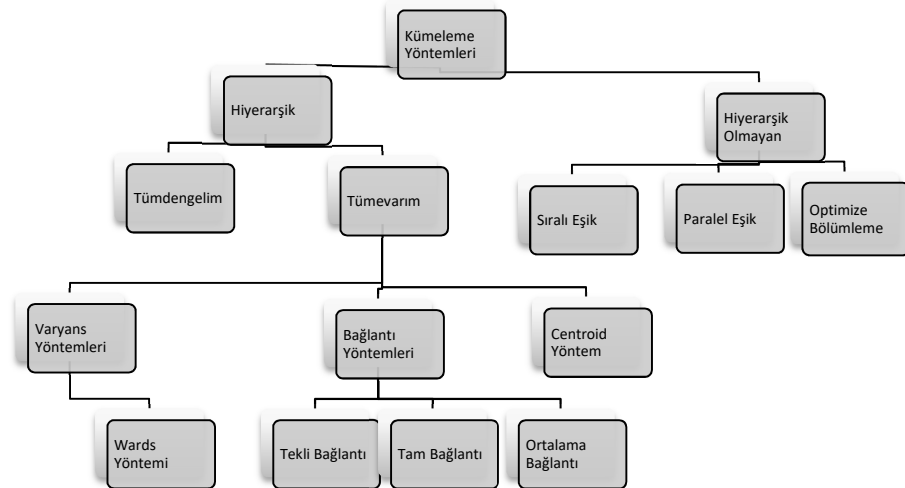 Kümeleme
Yöntemleri
Hiyerarşik
Hiyerarşik
Olmayan
Tümdengelim
Tümevarım
Sıralı Eşik
Paralel Eşik
Optimize
Bölümleme
Varyans
Yöntemleri
Bağlantı
Yöntemleri
Centroid
Yöntem
Wards
Yöntemi
Tekli Bağlantı
Tam Bağlantı
Ortalama
Bağlantı